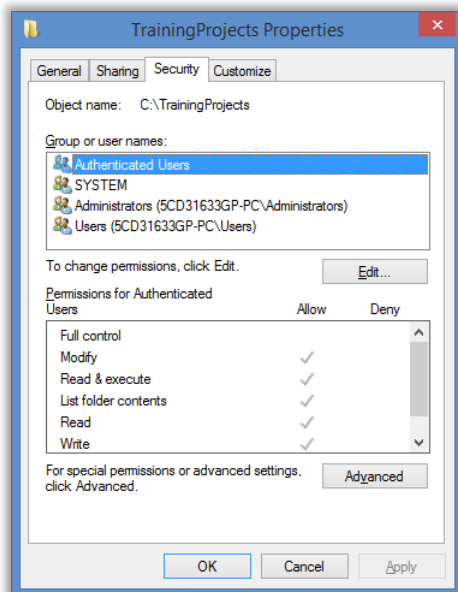 TrainingProjects Properties
General Sharing Security Customize
Object name: C:\TrainingProjects
Group or user names:
Authenticated Users
SYSTEM
Administrators (5CD31633GP-PC\Administrators)
Users (5CD31633GP-PC\Users)
To change permissions, click Edit.
Edit...
Permissions for Authenticated
Users Allow Deny
Full control
Modify
Read & execute
List folder contents
Read
Write
For special permissions or advanced settings,
click Advanced.
Advanced
OK Cancel Apply